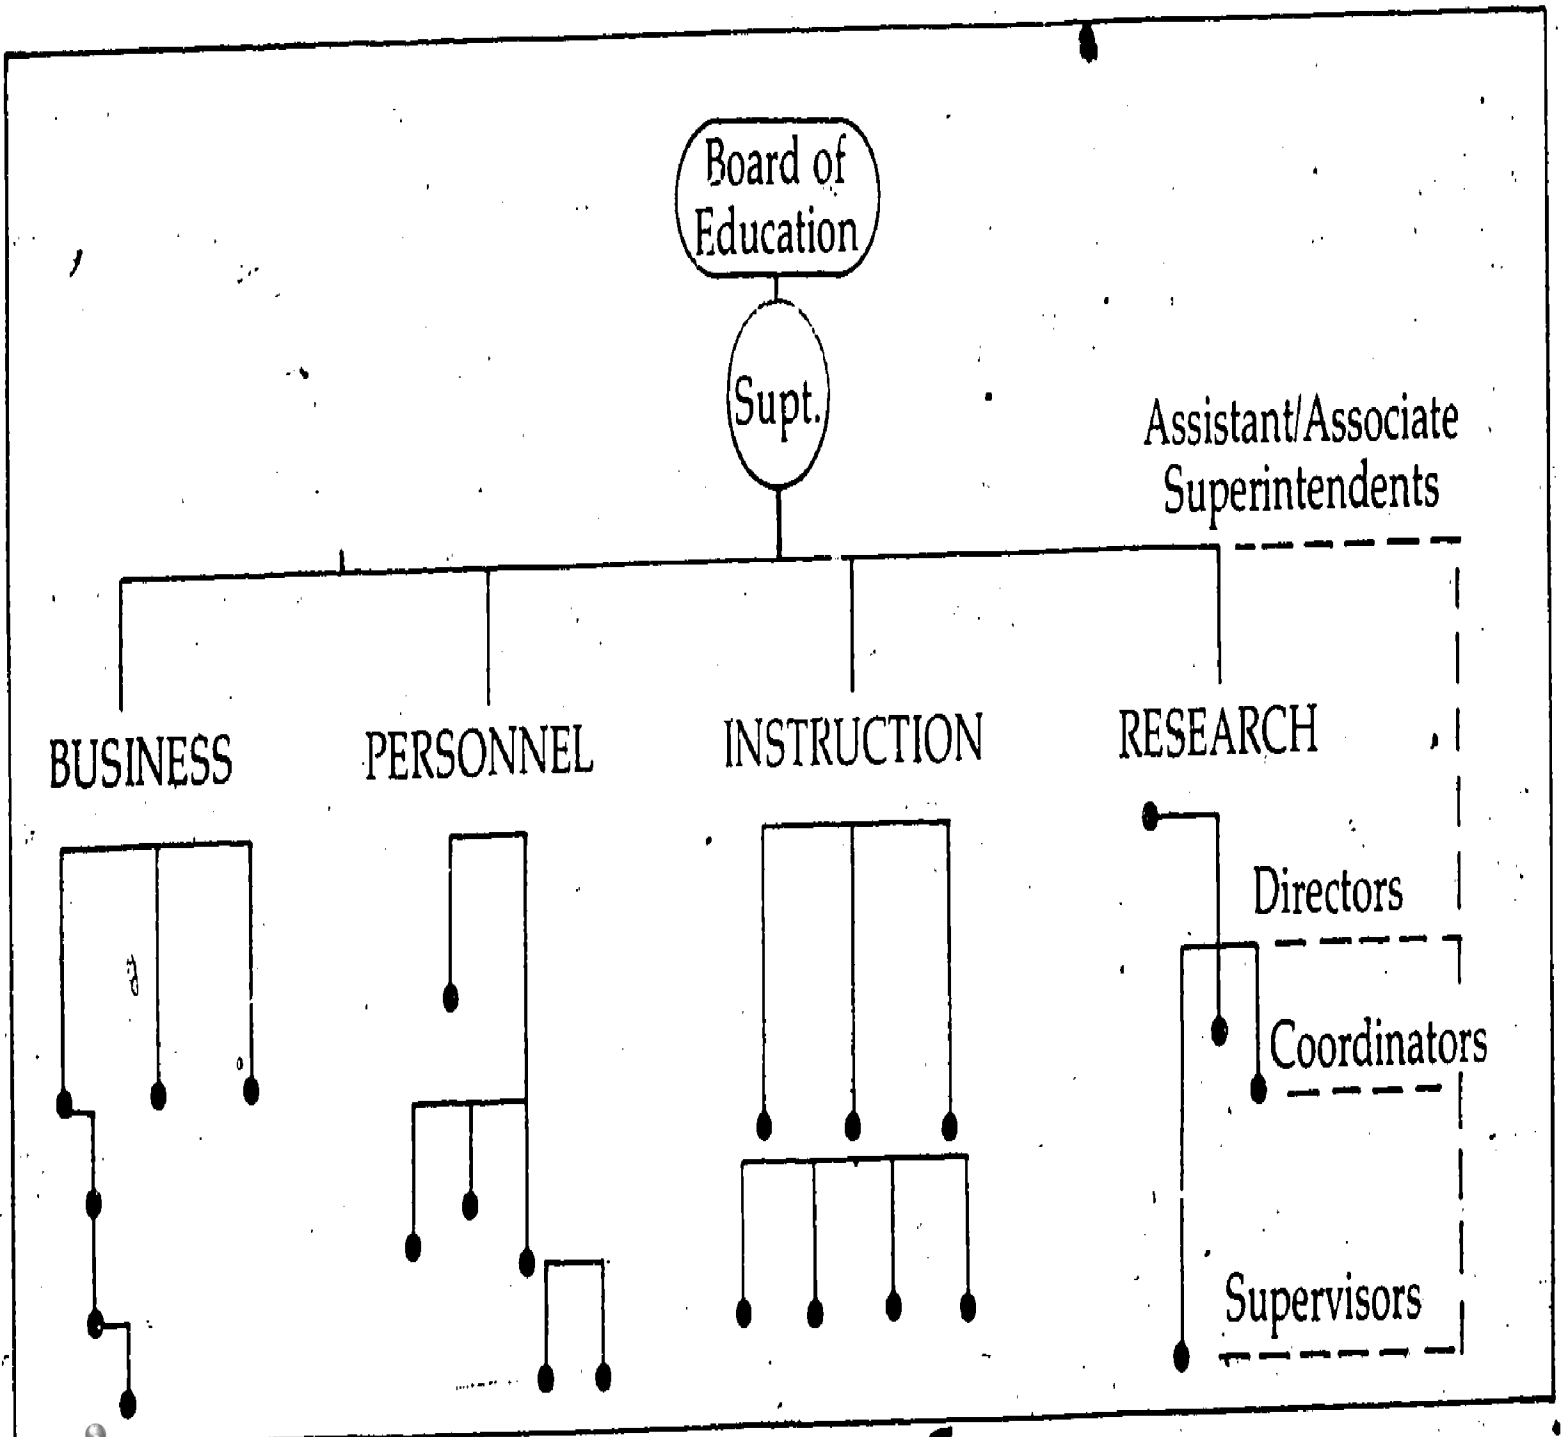 Board of
Education
Supt.
Assistant/Associate
Superintendents
BUSINESS
PERSONNEL
INSTRUCTION
RESEARCH
Directors
Coordinators
Supervisors